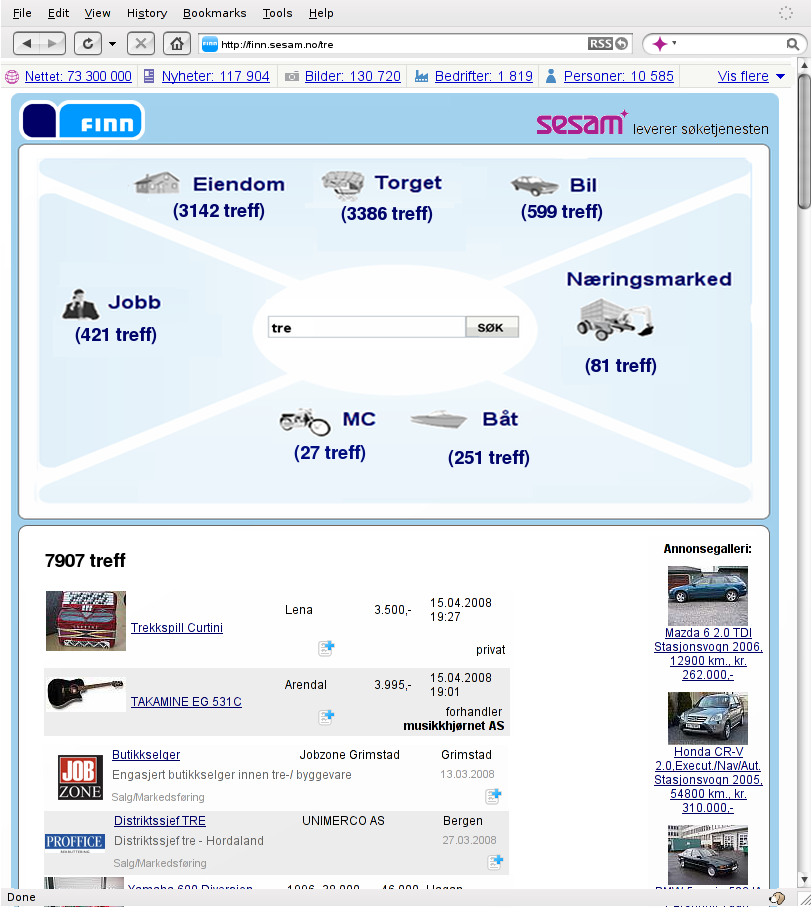 File Edit View History Bookmarks Tools Help
FINN http://finn.sesam.no/tre RSS
Nettet: 73 300 000 Nyheter: 117 904 Bilder: 130 720 Bedrifter: 1 819 Personer: 10 585 Vis flere
FINN
sesam leverer søketjenesten
Eiendom Torget Bil
(3142 treff) (3386 treff) (599 treff)
Næringsmarked
Jobb
(421 treff)
tre SØK
(81 treff)
MC Båt
(27 treff) (251 treff)
7907 treff
Annonsegalleri:
Trekkspill Curtini Lena 3.500,- 15.04.2008
19:27
privat
Mazda 6 2.0 TDI
Stasjonsvogn 2006,
12900 km., kr.
262.000,-
TAKAMINE EG 531C Arendal 3.995,- 15.04.2008
19:01
forhandler
musikkhjørnet AS
Honda CR-V
2.0,Execut./Nav/Aut.
Stasjonsvogn 2005,
54800 km., kr.
310.000,-
JOB
ZONE
Butikkselger Jobzone Grimstad Grimstad
Engasjert butikkselger innen tre-/ byggevare 13.03.2008
Salg/Markedsføring
PROFFICE
Distriktssjef TRE UNIMERCO AS Bergen
Distriktssjef tre - Hordaland 27.03.2008
Salg/Markedsføring
Done